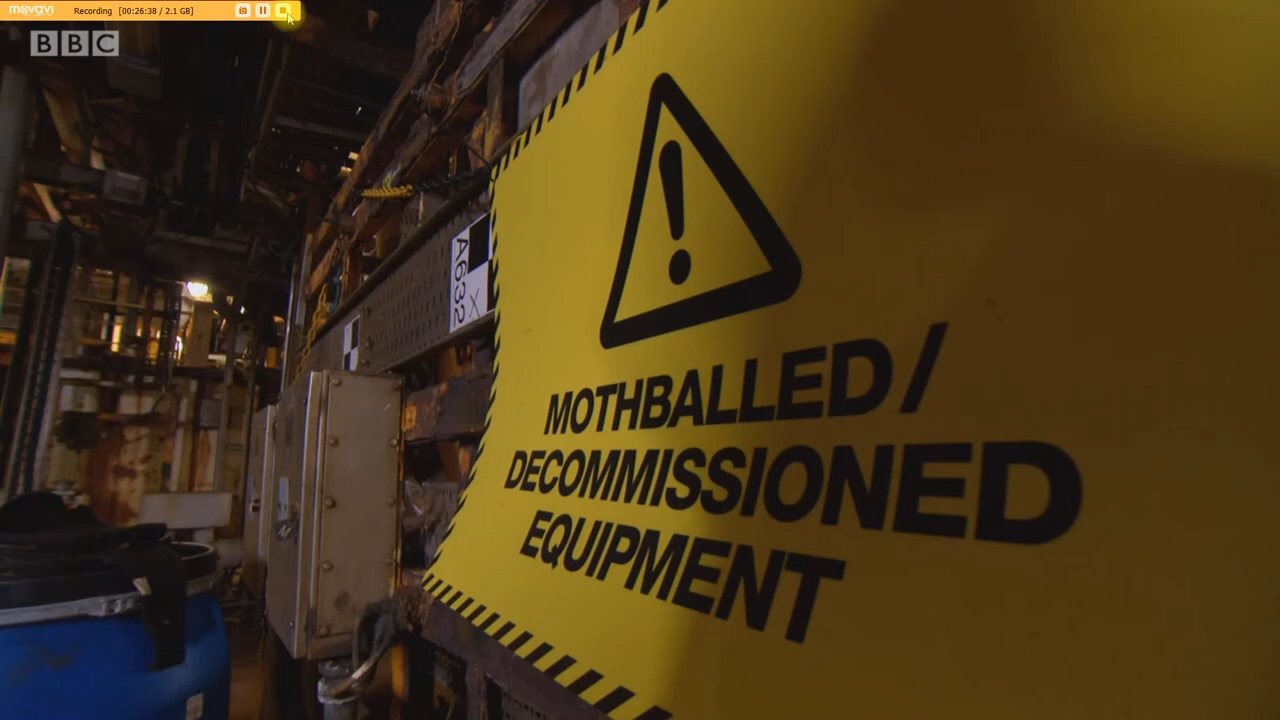 movavi
Recording [00:26:38 / 2.1 GB]
BBC
A632
MOTHBALLED /
DECOMMISSIONED
EQUIPMENT